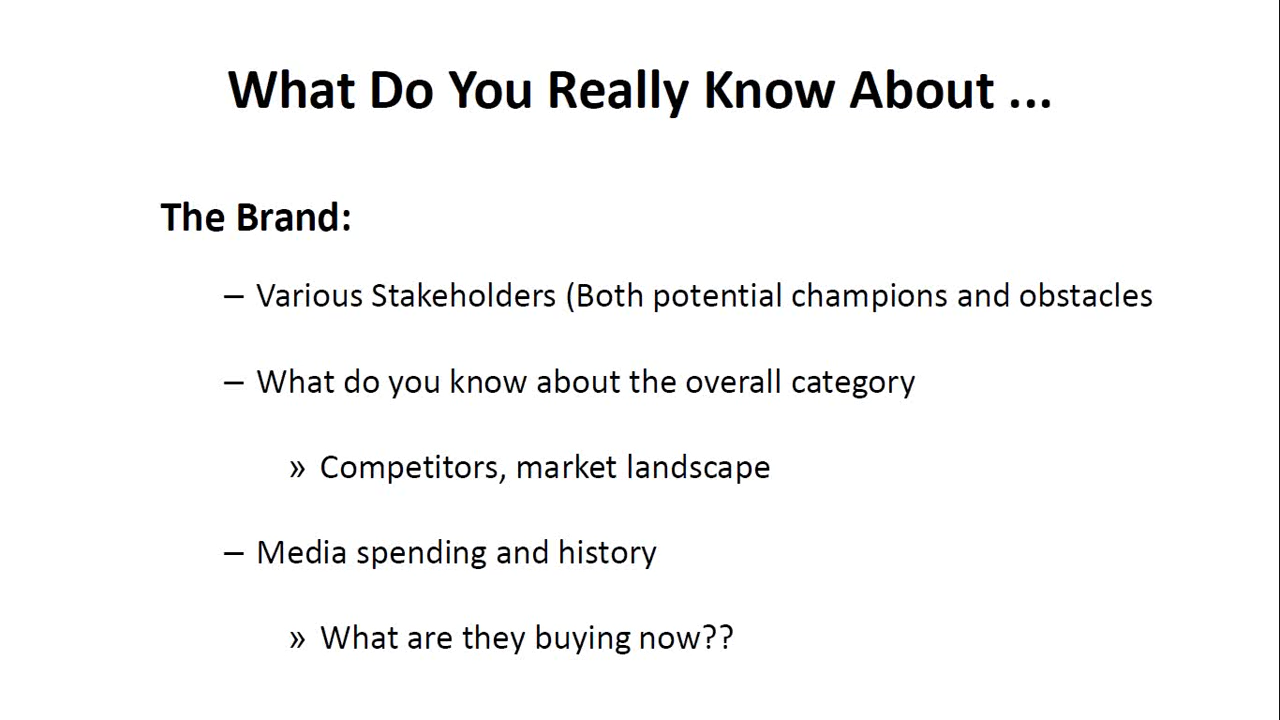 What Do You Really Know About ...
The Brand:
– Various Stakeholders (Both potential champions and obstacles
– What do you know about the overall category
» Competitors, market landscape
– Media spending and history
» What are they buying now??